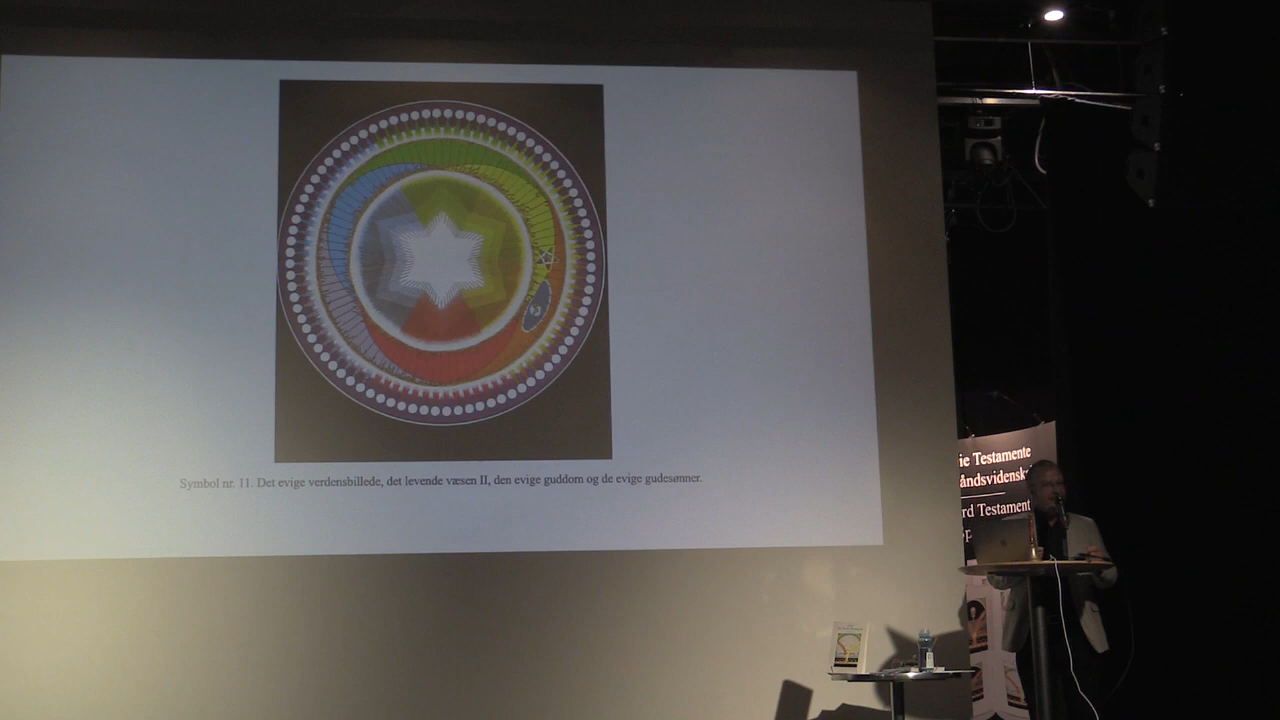 Symbol nr. 11. Det evige verdensbillede, det levende væsen II, den evige guddom og de evige gudesønner.
ie Testamente
åndsvidensk
rd Testament